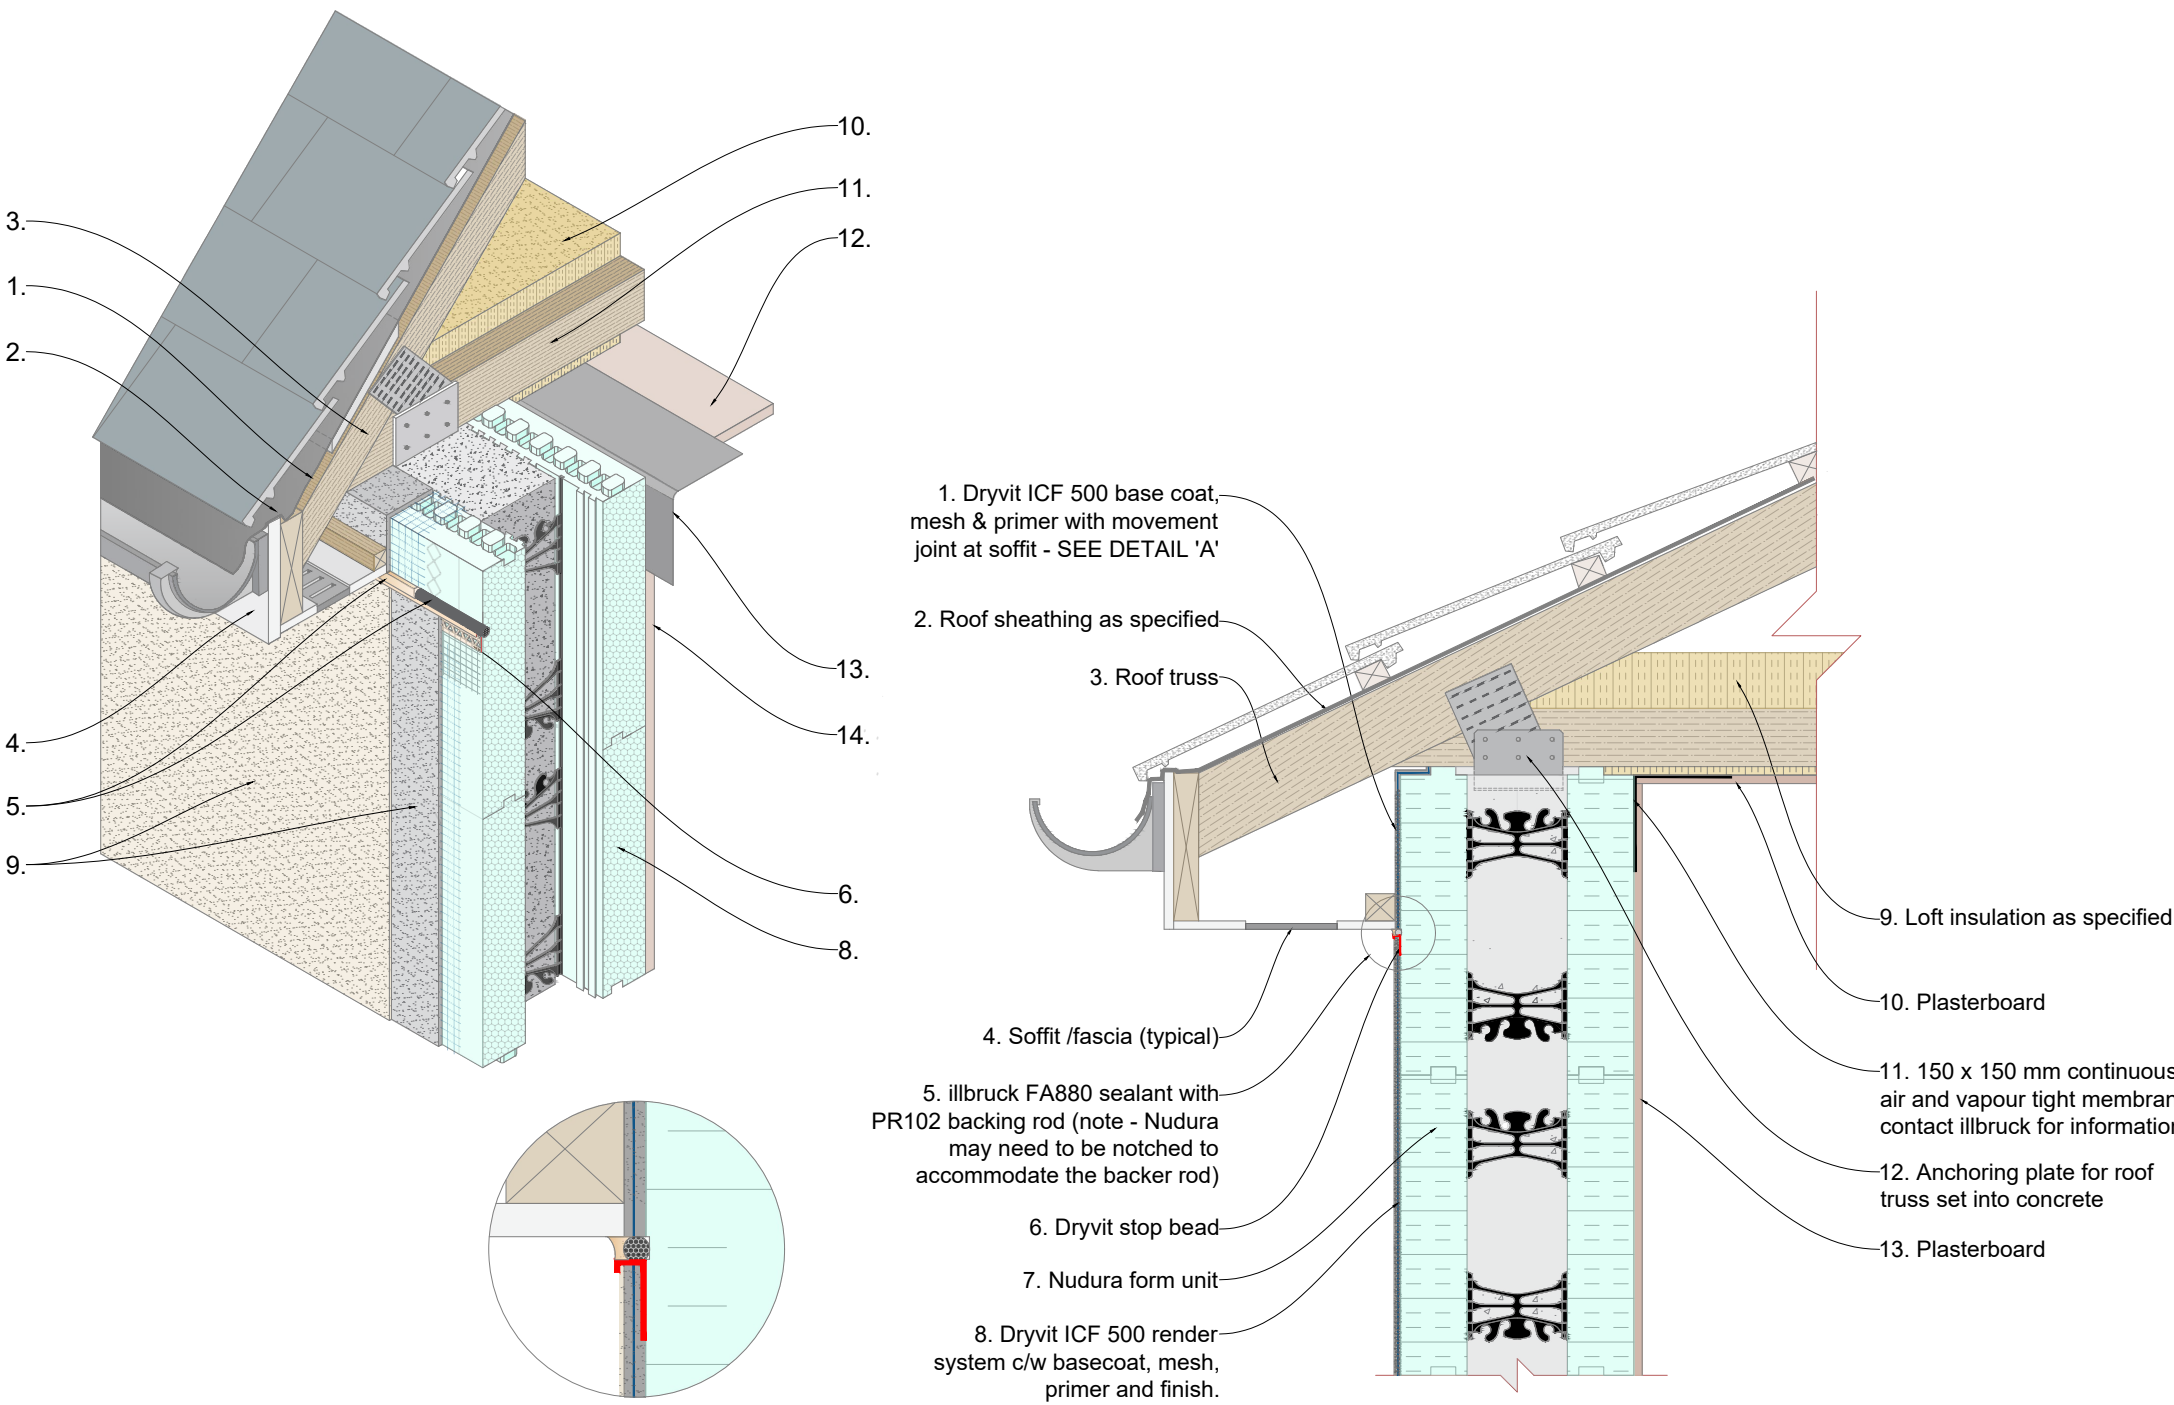 3.
1.
2.
4.
5.
9.
10.
11.
12.
13.
14.
6.
8.
1. Dryvit ICF 500 base coat,
mesh & primer with movement
joint at soffit - SEE DETAIL 'A'
2. Roof sheathing as specified
3. Roof truss
4. Soffit /fascia (typical)
5. illbruck FA880 sealant with
PR102 backing rod (note - Nudura
may need to be notched to
accommodate the backer rod)
6. Dryvit stop bead
7. Nudura form unit
8. Dryvit ICF 500 render
system c/w basecoat, mesh,
primer and finish.
9. Loft insulation as specified
10. Plasterboard
11. 150 x 150 mm continuous
air and vapour tight membran
contact illbruck for information
12. Anchoring plate for roof
truss set into concrete
13. Plasterboard